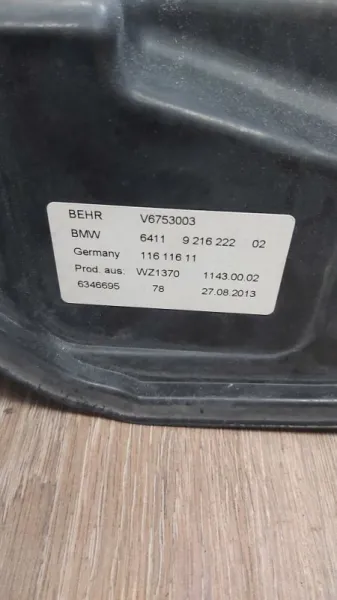 BEHR V6753003
BMW 6411 9 216 222 02
Germany 116 116 11
Prod. aus: WZ1370 1143.00.02
6346695 78 27.08.2013